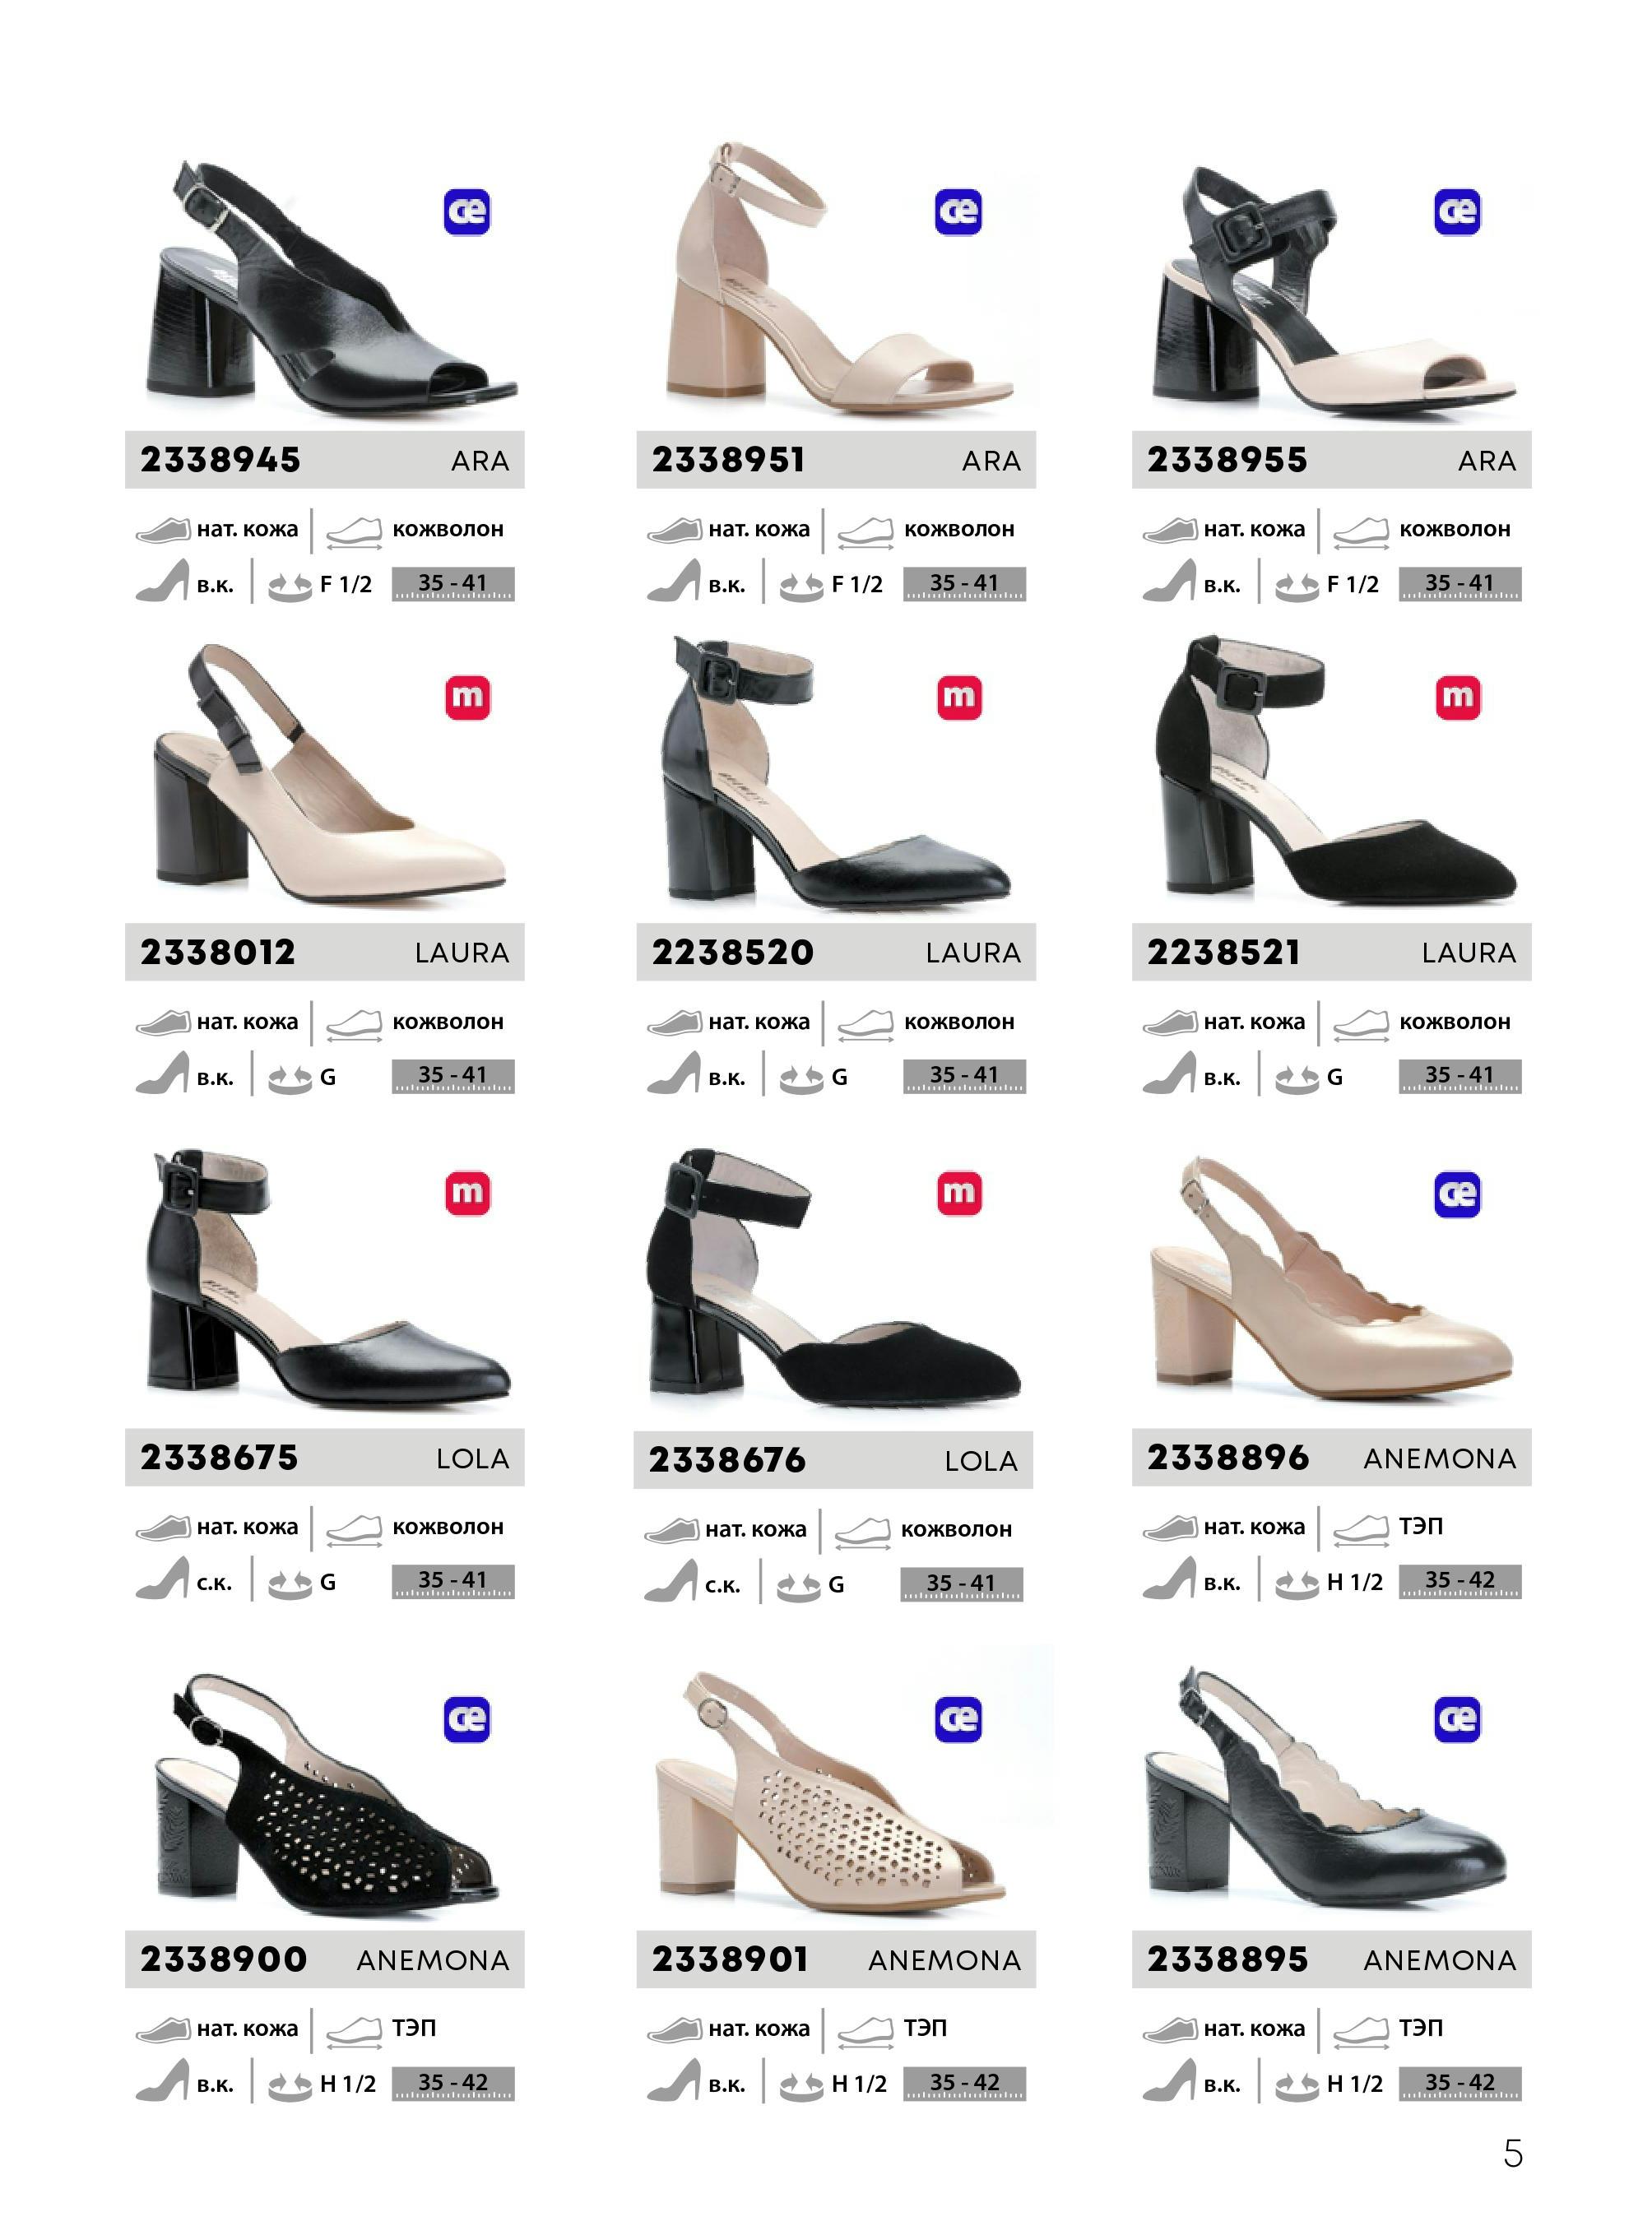 œ
œ
œ
2338945 ARA
2338951 ARA
2338955 ARA
нат. кожа кожволон
нат. кожа кожволон
нат. кожа кожволон
в.к. F 1/2 35 - 41
в.к. F 1/2 35 - 41
в.к. F 1/2 35 - 41
m
m
m
2338012 LAURA
2238520 LAURA
2238521 LAURA
нат. кожа кожволон
нат. кожа кожволон
нат. кожа кожволон
в.к. G 35 - 41
в.к. G 35 - 41
в.к. G 35 - 41
m
m
œ
2338675 LOLA
2338676 LOLA
2338896 ANEMONA
нат. кожа кожволон
нат. кожа кожволон
нат. кожа ТЭП
с.к. G 35 - 41
с.к. G 35 - 41
в.к. H 1/2 35 - 42
œ
œ
œ
2338900 ANEMONA
2338901 ANEMONA
2338895 ANEMONA
нат. кожа ТЭП
нат. кожа ТЭП
нат. кожа ТЭП
в.к. H 1/2 35 - 42
в.к. H 1/2 35 - 42
в.к. H 1/2 35 - 42
5